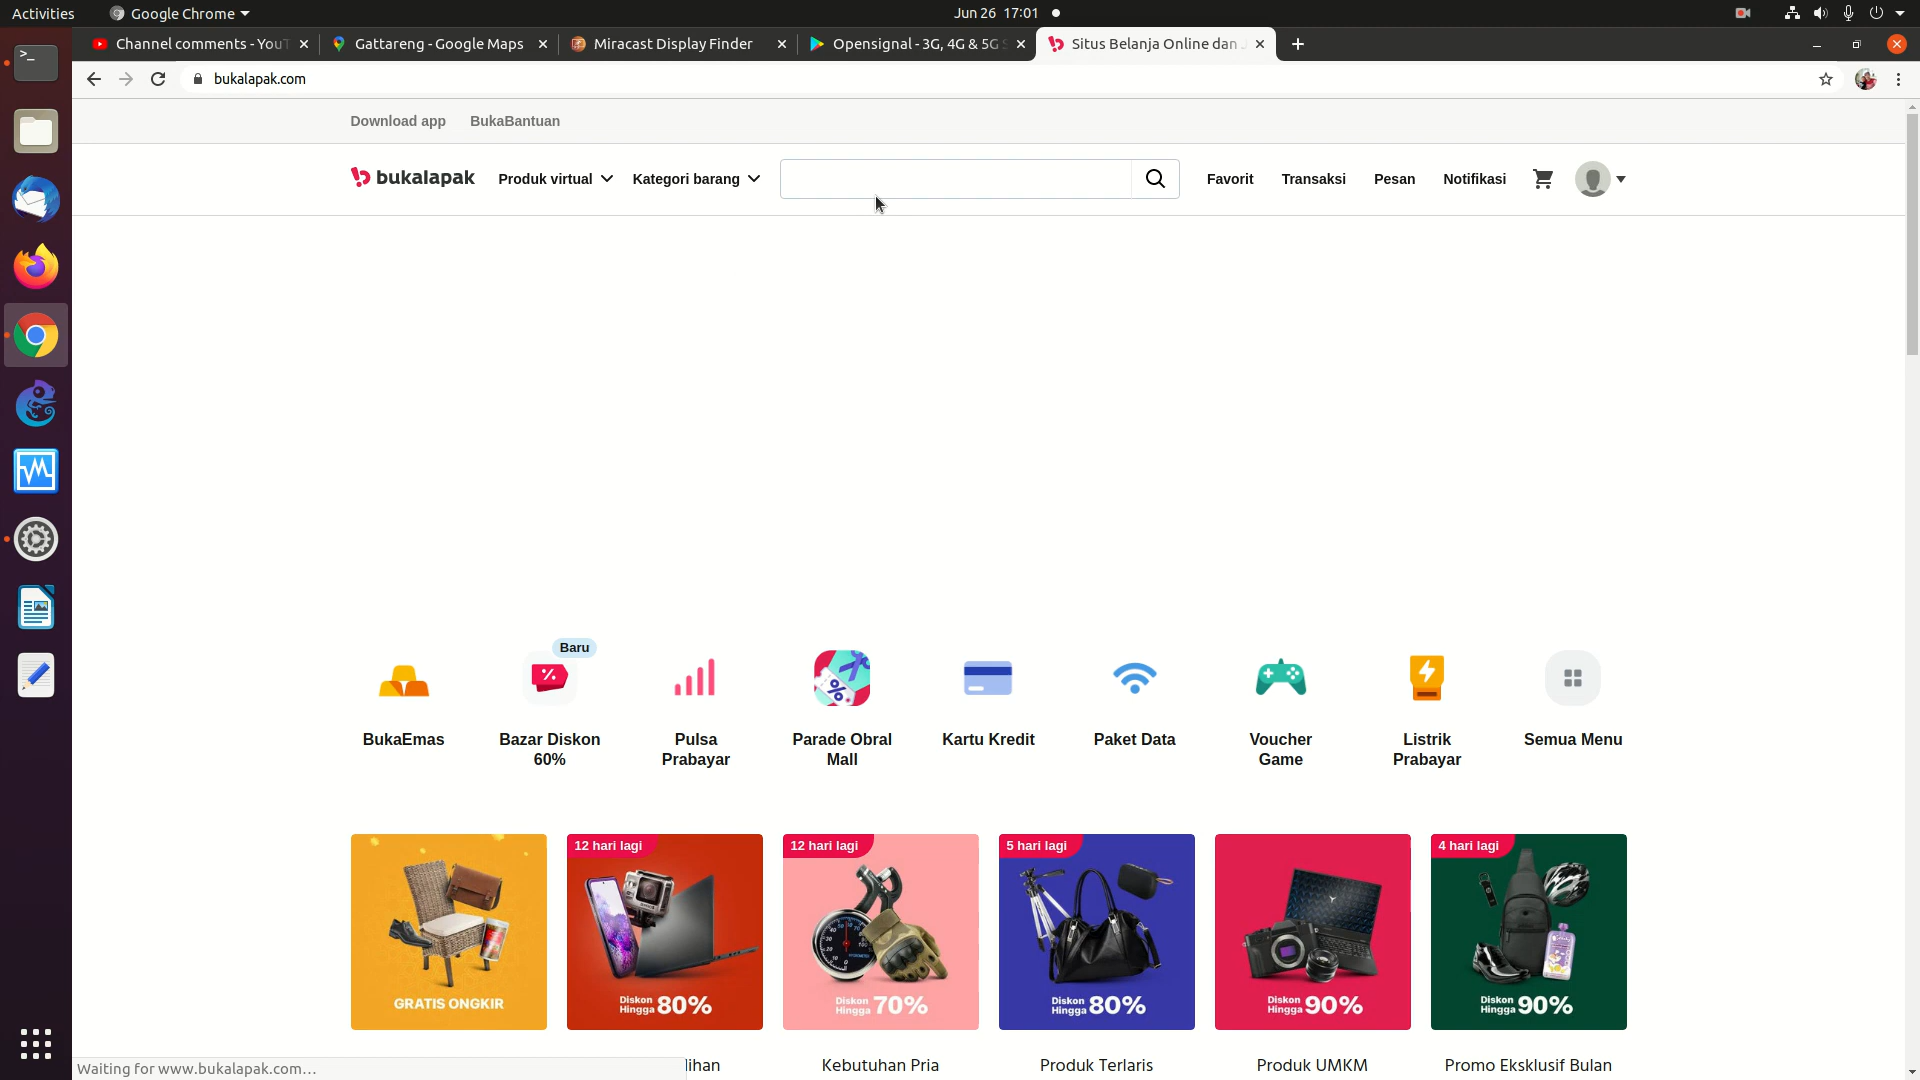 Activities
Google Chrome
Jun 26 17:01
Channel comments - YouT
Gattareng - Google Maps
Miracast Display Finder
Opensignal - 3G, 4G & 5G S
Situs Belanja Online dan J
bukalapak.com
Download app
BukaBantuan
bukalapak
Produk virtual
Kategori barang
Favorit
Transaksi
Pesan
Notifikasi
Baru
BukaEmas
Bazar Diskon
60%
Pulsa
Prabayar
Parade Obral
Mall
Kartu Kredit
Paket Data
Voucher
Game
Listrik
Prabayar
Semua Menu
GRATIS ONGKIR
12 hari lagi
Diskon
Hingga 80%
12 hari lagi
Diskon
Hingga 70%
5 hari lagi
Diskon
Hingga 80%
Diskon
Hingga 90%
4 hari lagi
Diskon
Hingga 90%
Kebutuhan Pria
Produk Terlaris
Produk UMKM
Promo Eksklusif Bulan
Waiting for www.bukalapak.com...